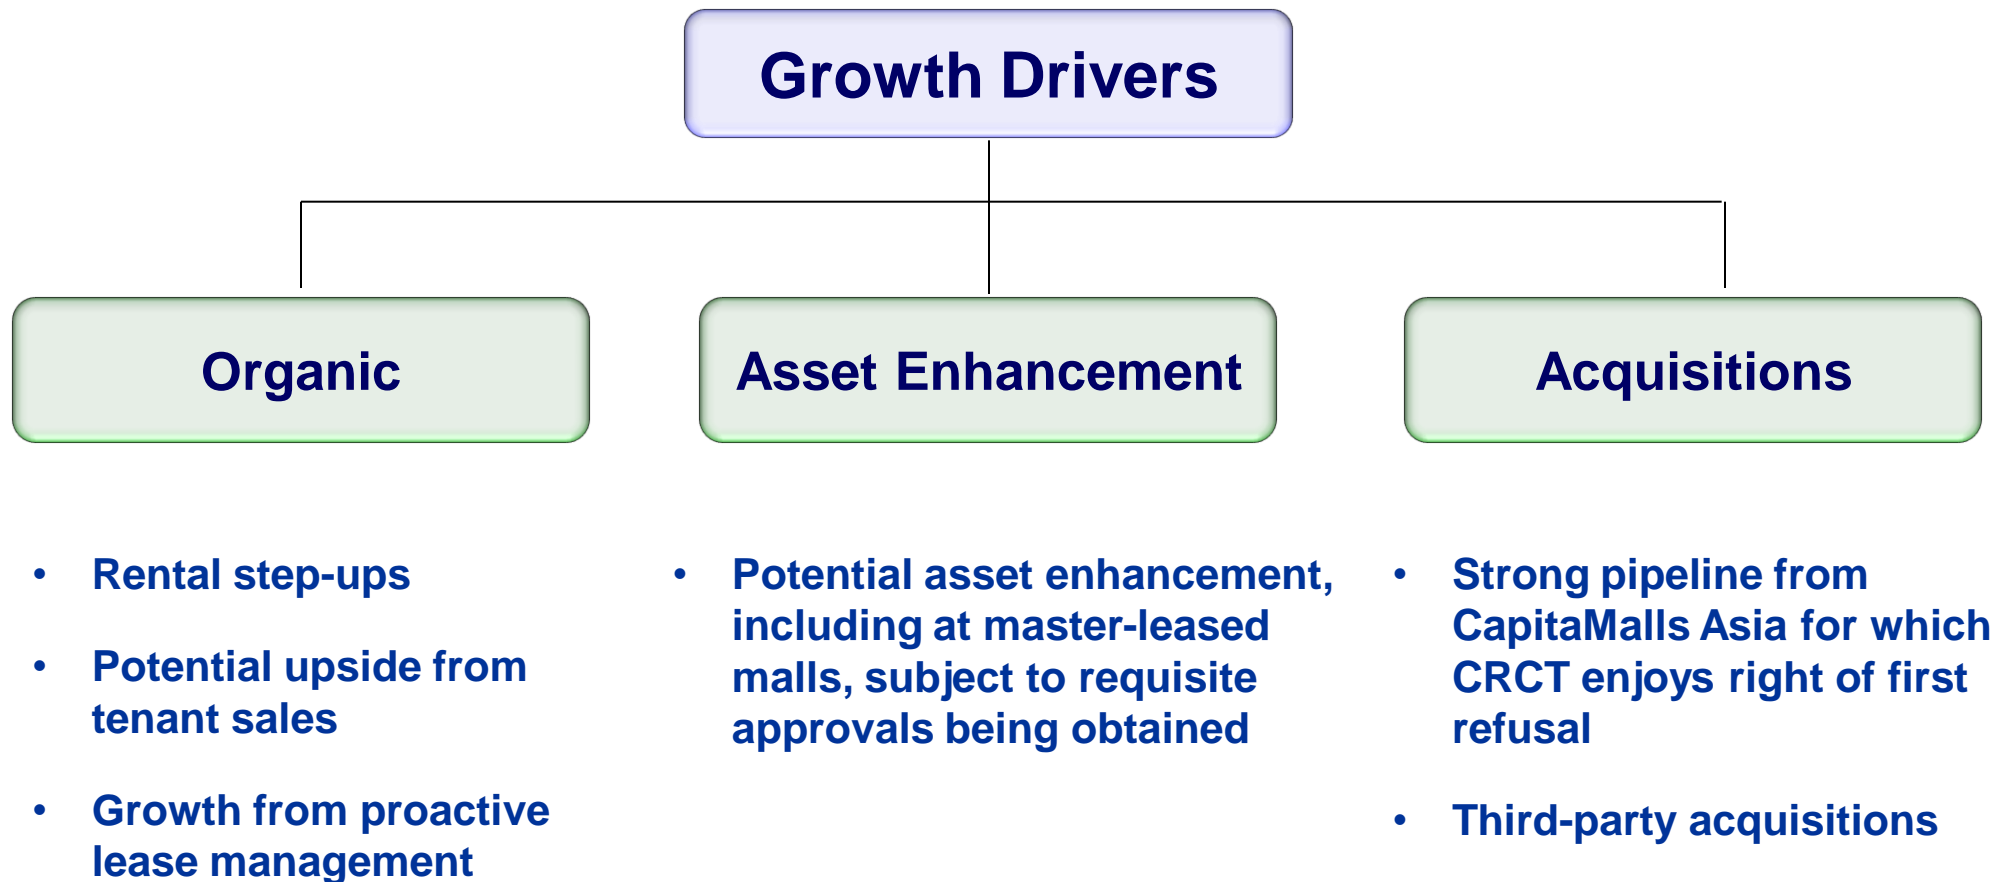 Growth Drivers
Organic
Asset Enhancement
Acquisitions
• Rental step-ups
• Potential upside from
tenant sales
• Growth from proactive
lease management
• Potential asset enhancement,
including at master-leased
malls, subject to requisite
approvals being obtained
• Strong pipeline from
CapitaMalls Asia for which
CRCT enjoys right of first
refusal
• Third-party acquisitions